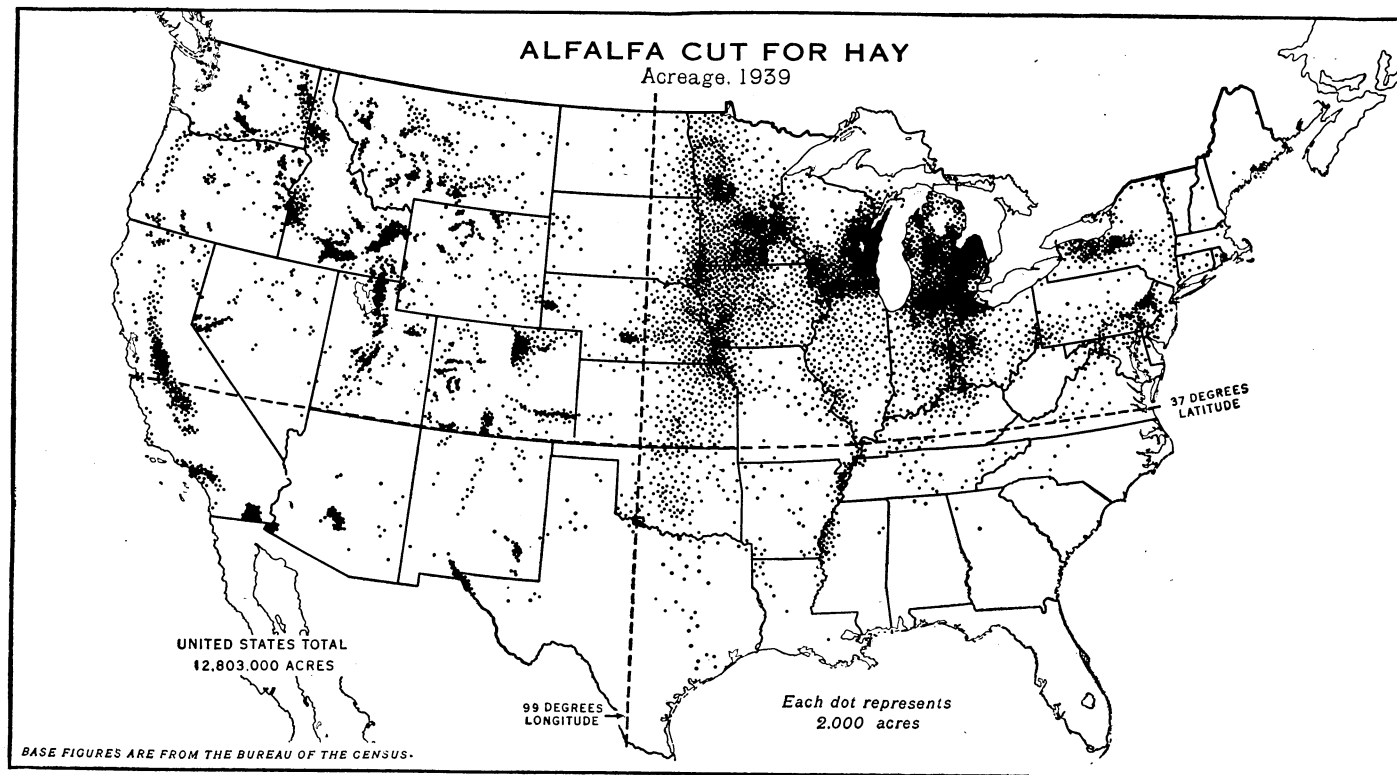 ALFALFA CUT FOR HAY
Acreage. 1939
37 DEGREES
LATITUDE
UNITED STATES TOTAL
12,803,000 ACRES
99 DEGREES
LONGITUDE
Each dot represents
2,000 acres
BASE FIGURES ARE FROM THE BUREAU OF THE CENSUS.